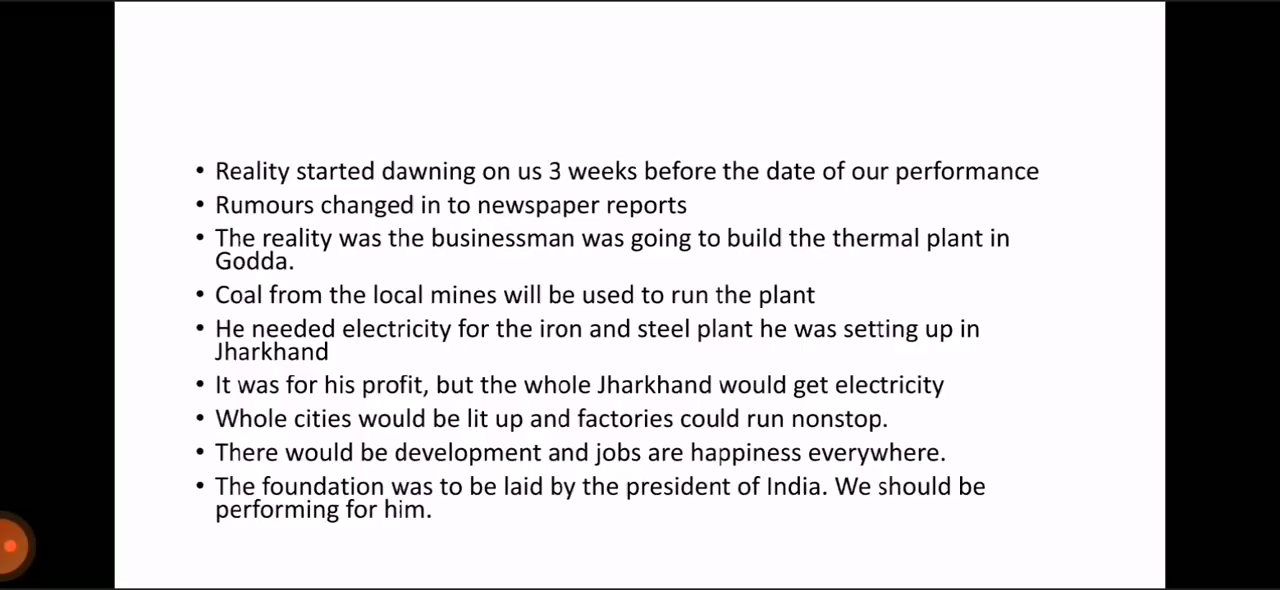 • Reality started dawning on us 3 weeks before the date of our performance
• Rumours changed in to newspaper reports
• The reality was the businessman was going to build the thermal plant in
Godda.
• Coal from the local mines will be used to run the plant
• He needed electricity for the iron and steel plant he was setting up in
Jharkhand
• It was for his profit, but the whole Jharkhand would get electricity
• Whole cities would be lit up and factories could run nonstop.
• There would be development and jobs are happiness everywhere.
• The foundation was to be laid by the president of India. We should be
performing for him.